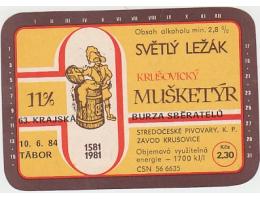 Obsah alkoholu min. 2,8 %
SVĚTLÝ LEŽÁK
KRUŠOVICKÝ
MUŠKETÝR
11%
63. KRAJSKÁ BURZA SBĚRATELŮ
10. 6. 84
TÁBOR
1581
1981
STŘEDOČESKÉ PIVOVARY, K. P.
ZÁVOD KRUŠOVICE
Objemová využitelná
energie – 1700 kJ/l
ČSN 56 6635
Kčs
2.30